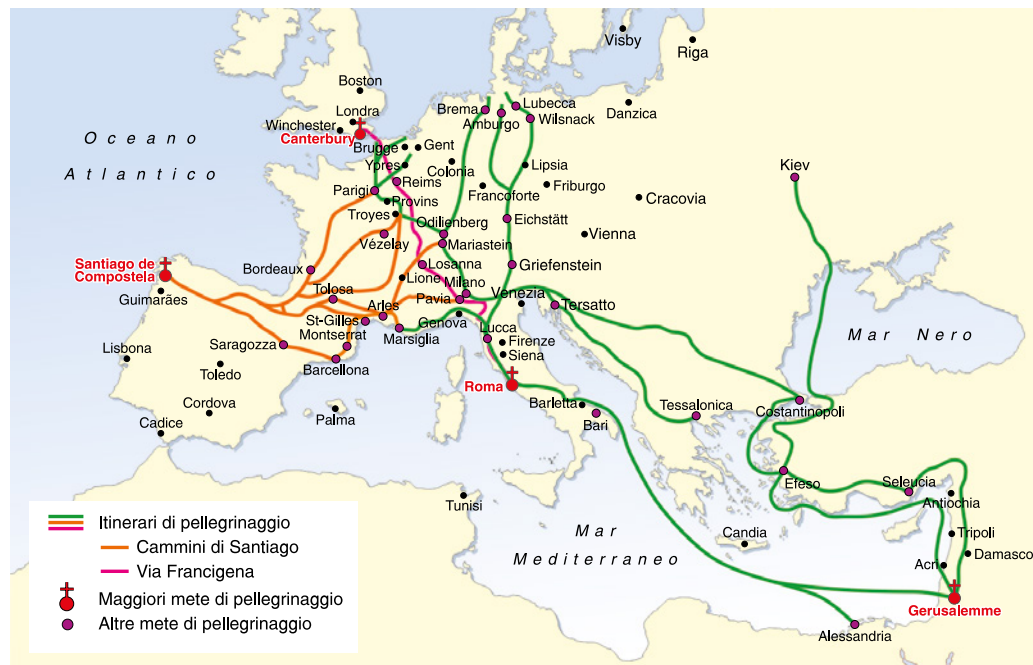 Visby
Riga
Boston
Londra
Winchester
Canterbury
Brema
Amburgo
Lubecca
Wilsnack
Danzica
Oceano
Atlantico
Brugge
Gent
Ypres
Colonia
Lipsia
Kiev
Parigi
Reims
Provins
Francoforte
Friburgo
Cracovia
Troyes
Odilienberg
Eichstätt
Vézelay
Mariastein
Vienna
Santiago de
Compostela
Bordeaux
Losanna
Griefenstein
Guimarães
Lione
Milano
Tolosa
Pavia
Venezia
Tersatto
Arles
St-Gilles
Genova
Montserrat
Marsiglia
Lucca
Mar Nero
Saragozza
Firenze
Siena
Lisbona
Toledo
Barcellona
Roma
Cordova
Palma
Barletta
Bari
Tessalonica
Costantinopoli
Cadice
Efeso
Seleucia
Antiochia
Tunisi
Mar
Mediterraneo
Candia
Tripoli
Damasco
Acri
Gerusalemme
Alessandria
Itinerari di pellegrinaggio
Cammini di Santiago
Via Francigena
Maggiori mete di pellegrinaggio
Altre mete di pellegrinaggio